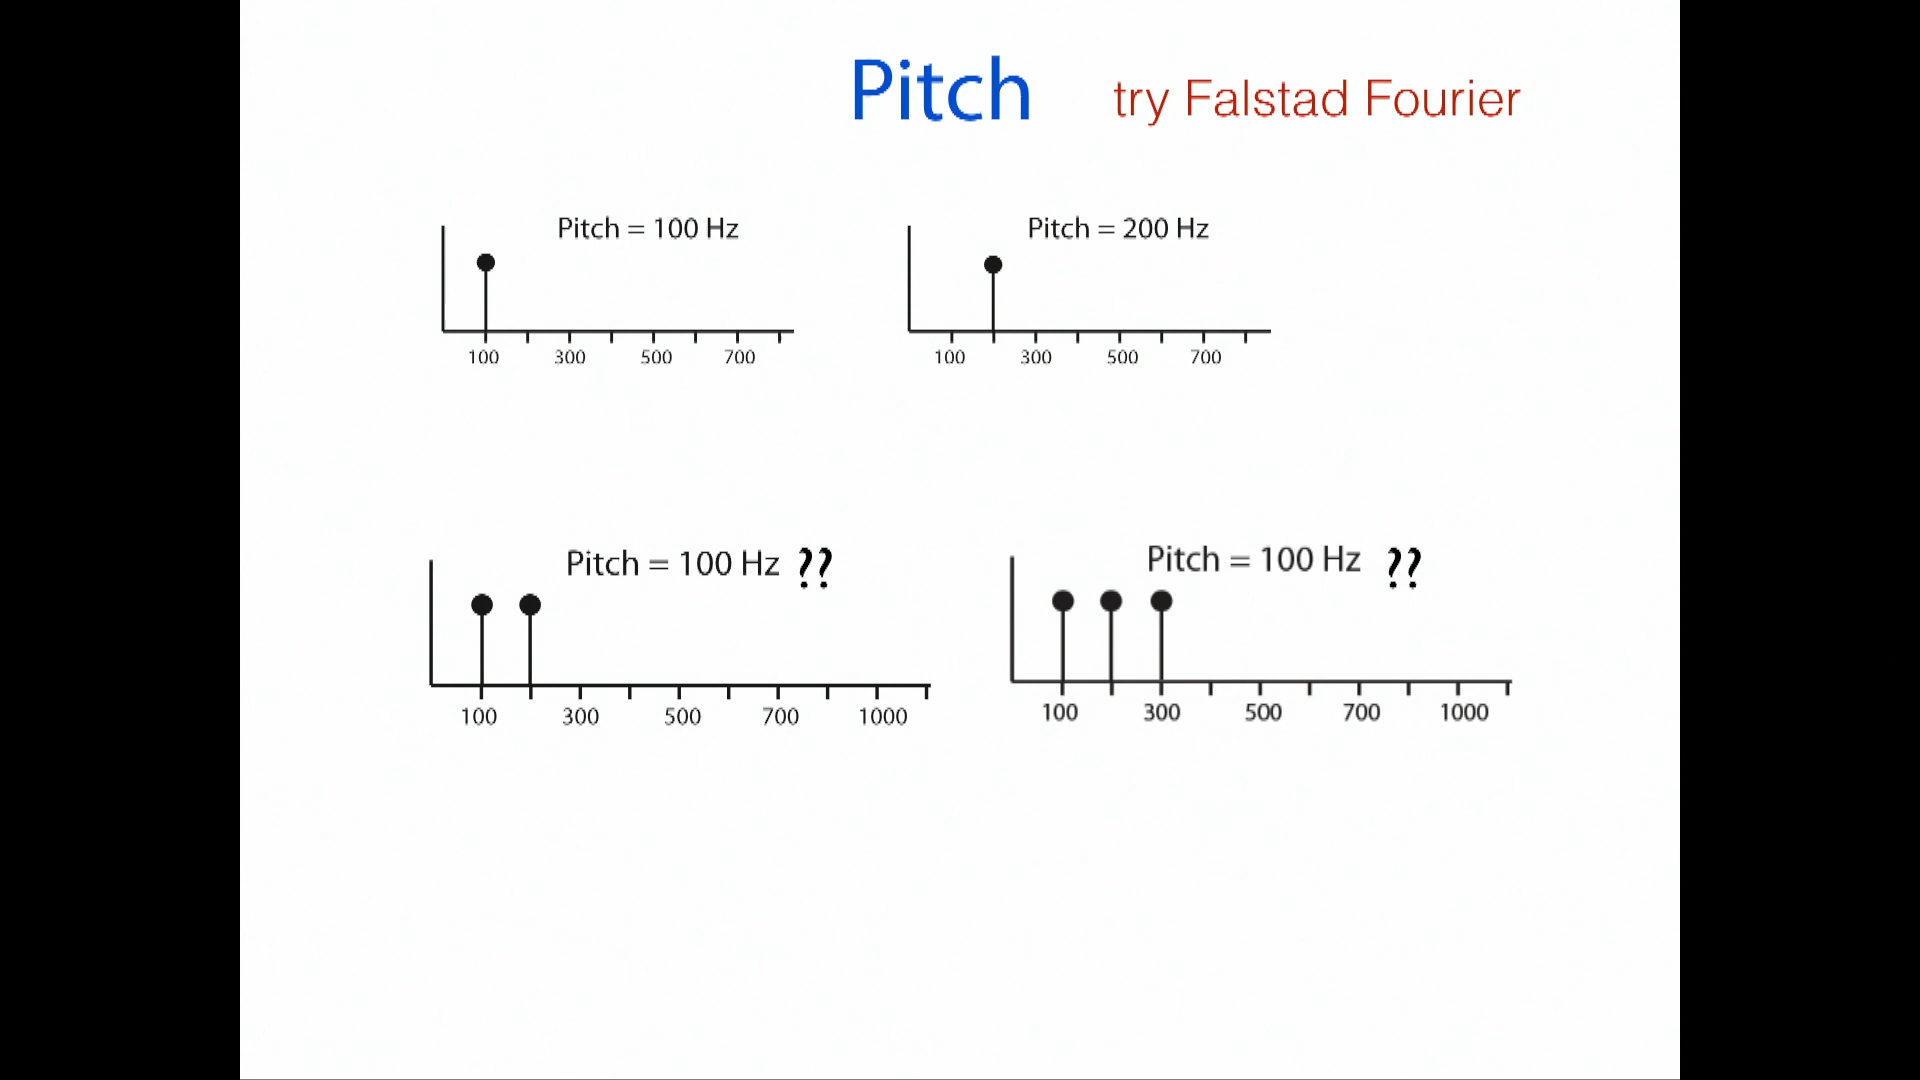 Pitch try Falstad Fourier
Pitch = 100 Hz
100 300 500 700
Pitch = 200 Hz
100 300 500 700
Pitch = 100 Hz ??
100 300 500 700 1000
Pitch = 100 Hz ??
100 300 500 700 1000